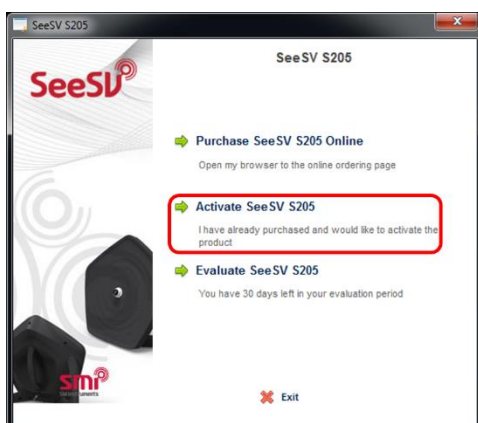 SeeSV S205
SeeSV S205
SeeSV
Purchase SeeSV S205 Online
Open my browser to the online ordering page
Activate SeeSV S205
I have already purchased and would like to activate the
product
Evaluate SeeSV S205
You have 30 days left in your evaluation period
smi
Exit